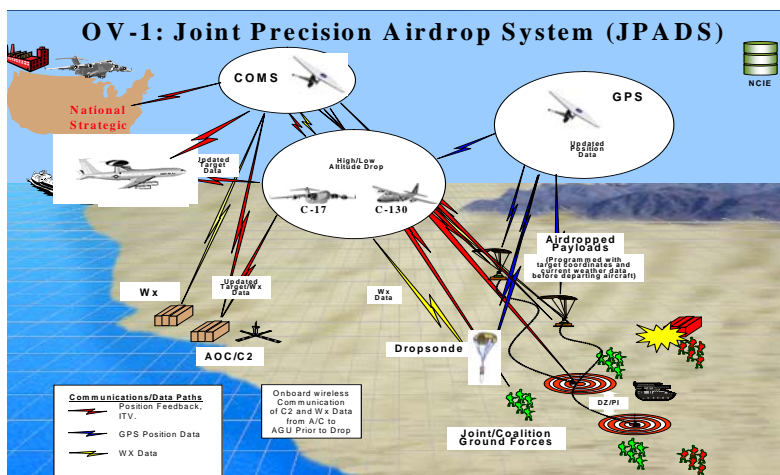 OV-1: Joint Precision Airdrop System (JPADS)
COMS
GPS
NCIE
National
Strategic
Updated
Target
Data
High/Low
Altitude Drop
C-17
C-130
Updated
Position
Data
Airdropped
Payloads
(Programmed with
target coordinates and
current weather data
before departing aircraft)
Wx
Updated
Target/Wx
Data
Wx
Data
AOC/C2
Dropsonde
DZ/PI
Joint/Coalition
Ground Forces
Communications/Data Paths
Position Feedback,
ITV.
GPS Position Data
WX Data
Onboard wireless
Communication
of C2 and Wx Data
from A/C to
AGU Prior to Drop